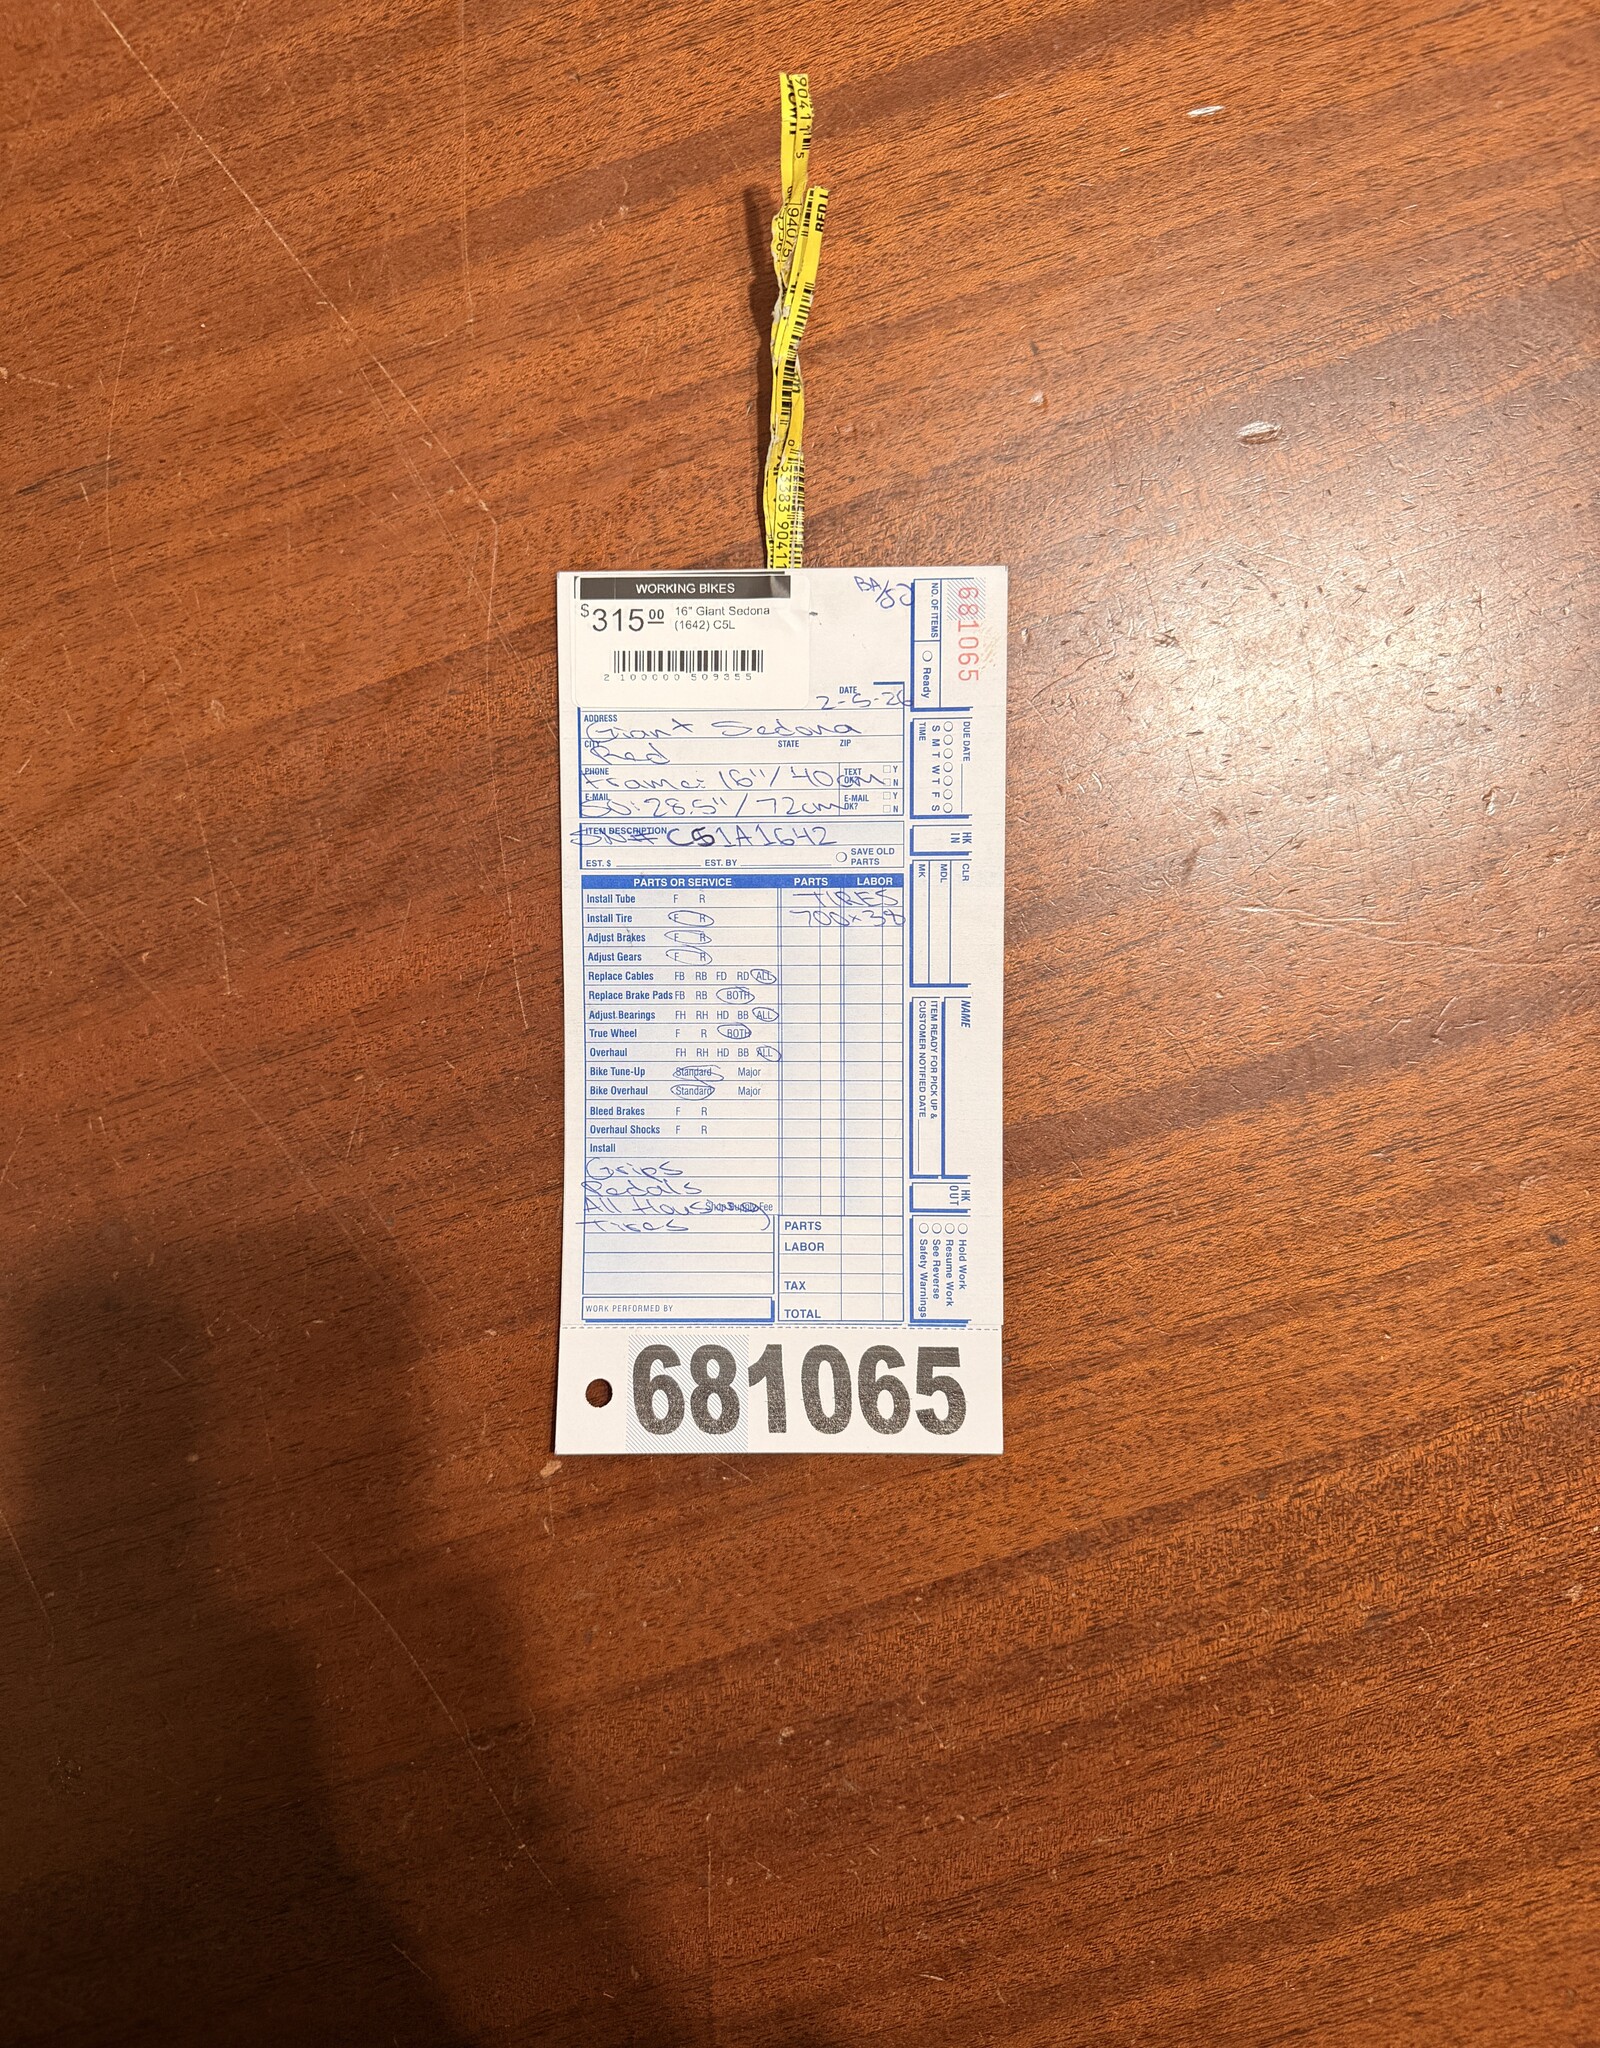 WORKING BIKES
$315.00 16" Giant Sedona
(1642) C5L
2 100000 509355
DATE
2-5-26
ADDRESS
Giant Sedona
CITY STATE ZIP
Red
PHONE TEXT OK? Y N
Frame: 16"/40cm
E-MAIL E-MAIL OK? Y N
SO: 28.5"/72cm
ITEM DESCRIPTION
SN# C51A1642
EST. $ EST. BY SAVE OLD PARTS
PARTS OR SERVICE PARTS LABOR
Install Tube F R TIRES
Install Tire F R 700x38
Adjust Brakes F R
Adjust Gears F R
Replace Cables FB RB FD RD ALL
Replace Brake Pads FB RB BOTH
Adjust Bearings FH RH HD BB ALL
True Wheel F R BOTH
Overhaul FH RH HD BB ALL
Bike Tune-Up Standard Major
Bike Overhaul Standard Major
Bleed Brakes F R
Overhaul Shocks F R
Install
Grips
Pedals
All Housing Shop Supply Fee
Tires
PARTS
LABOR
TAX
TOTAL
WORK PERFORMED BY
681065
681065
NO. OF ITEMS Ready
DUE DATE
S M T W T F S
TIME
HK IN
CLR
MDL
MK
NAME
ITEM READY FOR PICK UP &
CUSTOMER NOTIFIED DATE
HK OUT
Hold Work
Resume Work
See Reverse
Safety Warnings